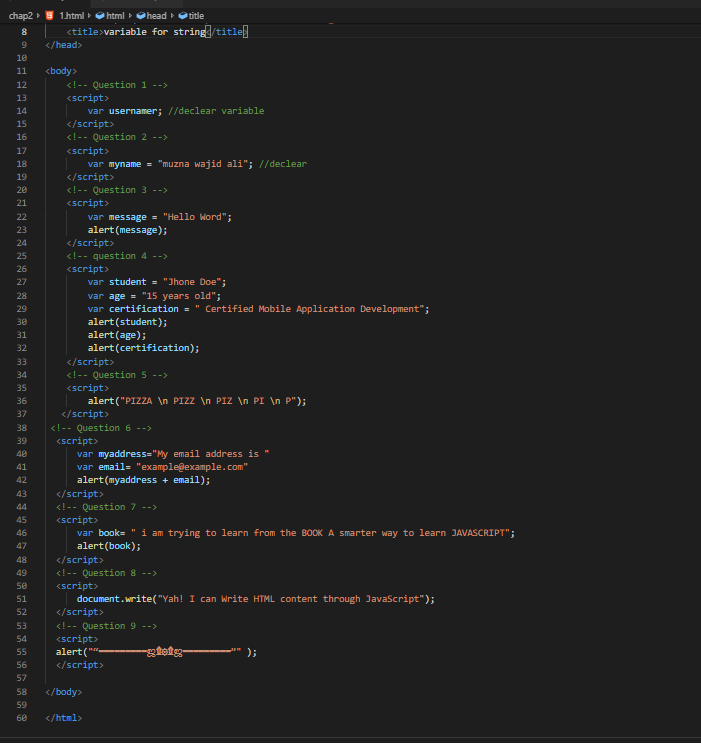 chap2 > 1.html > html > head > title
8 <title>variable for string</title>
9 </head>
10
11 <body>
12 <!-- Question 1 -->
13 <script>
14 var usernamer; //declear variable
15 </script>
16 <!-- Question 2 -->
17 <script>
18 var myname = "muzna wajid ali"; //declear
19 </script>
20 <!-- Question 3 -->
21 <script>
22 var message = "Hello Word";
23 alert(message);
24 </script>
25 <!-- question 4 -->
26 <script>
27 var student = "Jhone Doe";
28 var age = "15 years old";
29 var certification = " Certified Mobile Application Development";
30 alert(student);
31 alert(age);
32 alert(certification);
33 </script>
34 <!-- Question 5 -->
35 <script>
36 alert("PIZZA \n PIZZ \n PIZ \n PI \n P");
37 </script>
38 <!-- Question 6 -->
39 <script>
40 var myaddress="My email address is "
41 var email= "example@example.com"
42 alert(myaddress + email);
43 </script>
44 <!-- Question 7 -->
45 <script>
46 var book= " i am trying to learn from the BOOK A smarter way to learn JAVASCRIPT";
47 alert(book);
48 </script>
49 <!-- Question 8 -->
50 <script>
51 document.write("Yah! I can Write HTML content through JavaScript");
52 </script>
53 <!-- Question 9 -->
54 <script>
55 alert("" );
56 </script>
57
58 </body>
59
60 </html>